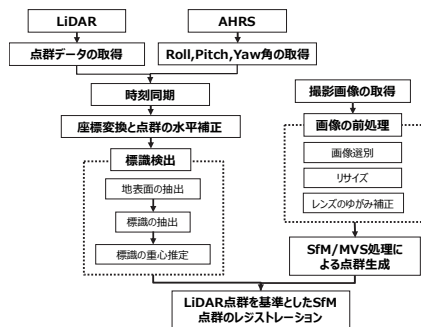 LiDAR
AHRS
点群データの取得
Roll,Pitch,Yaw角の取得
時刻同期
座標変換と点群の水平補正
標識検出
地表面の抽出
標識の抽出
標識の重心推定
撮影画像の取得
画像の前処理
画像選別
リサイズ
レンズのゆがみ補正
SfM/MVS処理に
よる点群生成
LiDAR点群を基準としたSfM
点群のレジストレーション